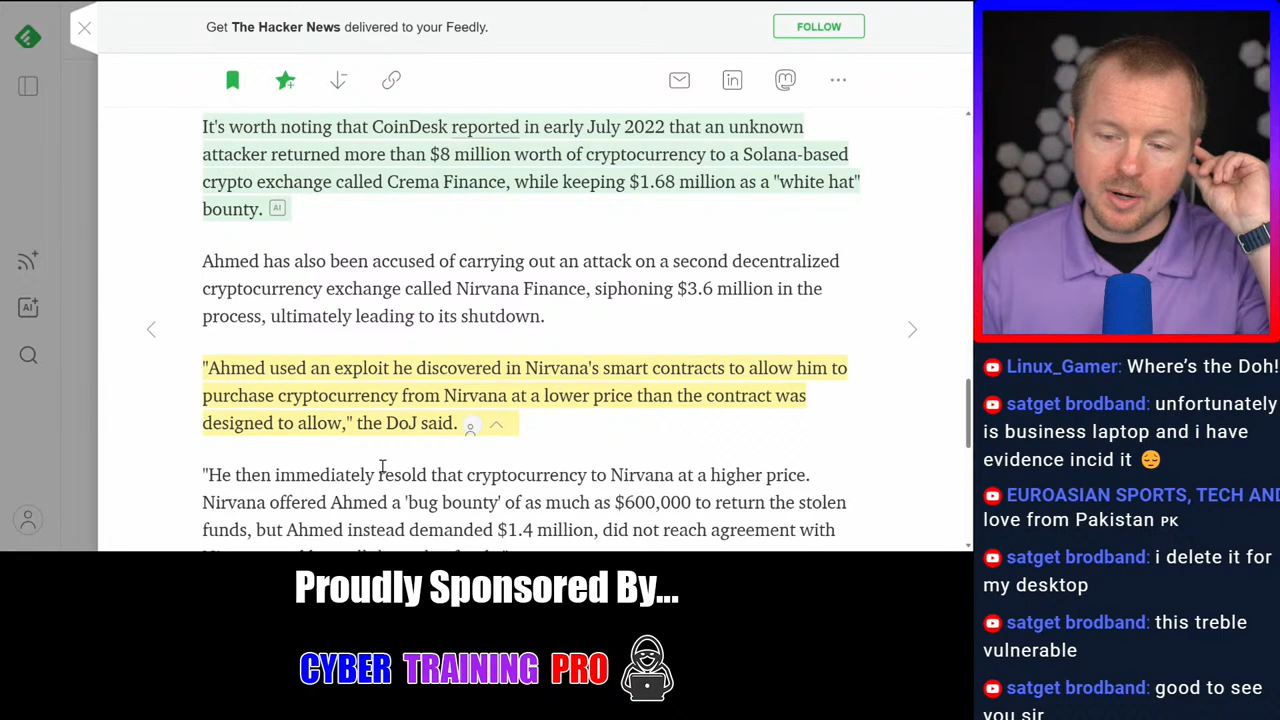 Get The Hacker News delivered to your Feedly.
FOLLOW
It's worth noting that CoinDesk reported in early July 2022 that an unknown
attacker returned more than $8 million worth of cryptocurrency to a Solana-based
crypto exchange called Crema Finance, while keeping $1.68 million as a "white hat"
bounty. AI
Ahmed has also been accused of carrying out an attack on a second decentralized
cryptocurrency exchange called Nirvana Finance, siphoning $3.6 million in the
process, ultimately leading to its shutdown.
"Ahmed used an exploit he discovered in Nirvana's smart contracts to allow him to
purchase cryptocurrency from Nirvana at a lower price than the contract was
designed to allow," the DoJ said.
"He then immediately resold that cryptocurrency to Nirvana at a higher price.
Nirvana offered Ahmed a 'bug bounty' of as much as $600,000 to return the stolen
funds, but Ahmed instead demanded $1.4 million, did not reach agreement with
AI
Proudly Sponsored By...
CYBER TRAINING PRO
Linux_Gamer: Where's the Doh!
satget brodband: unfortunately
is business laptop and i have
evidence incid it 😔
EUROASIAN SPORTS, TECH AND
love from Pakistan PK
satget brodband: i delete it for
my desktop
satget brodband: this treble
vulnerable
satget brodband: good to see
you sir